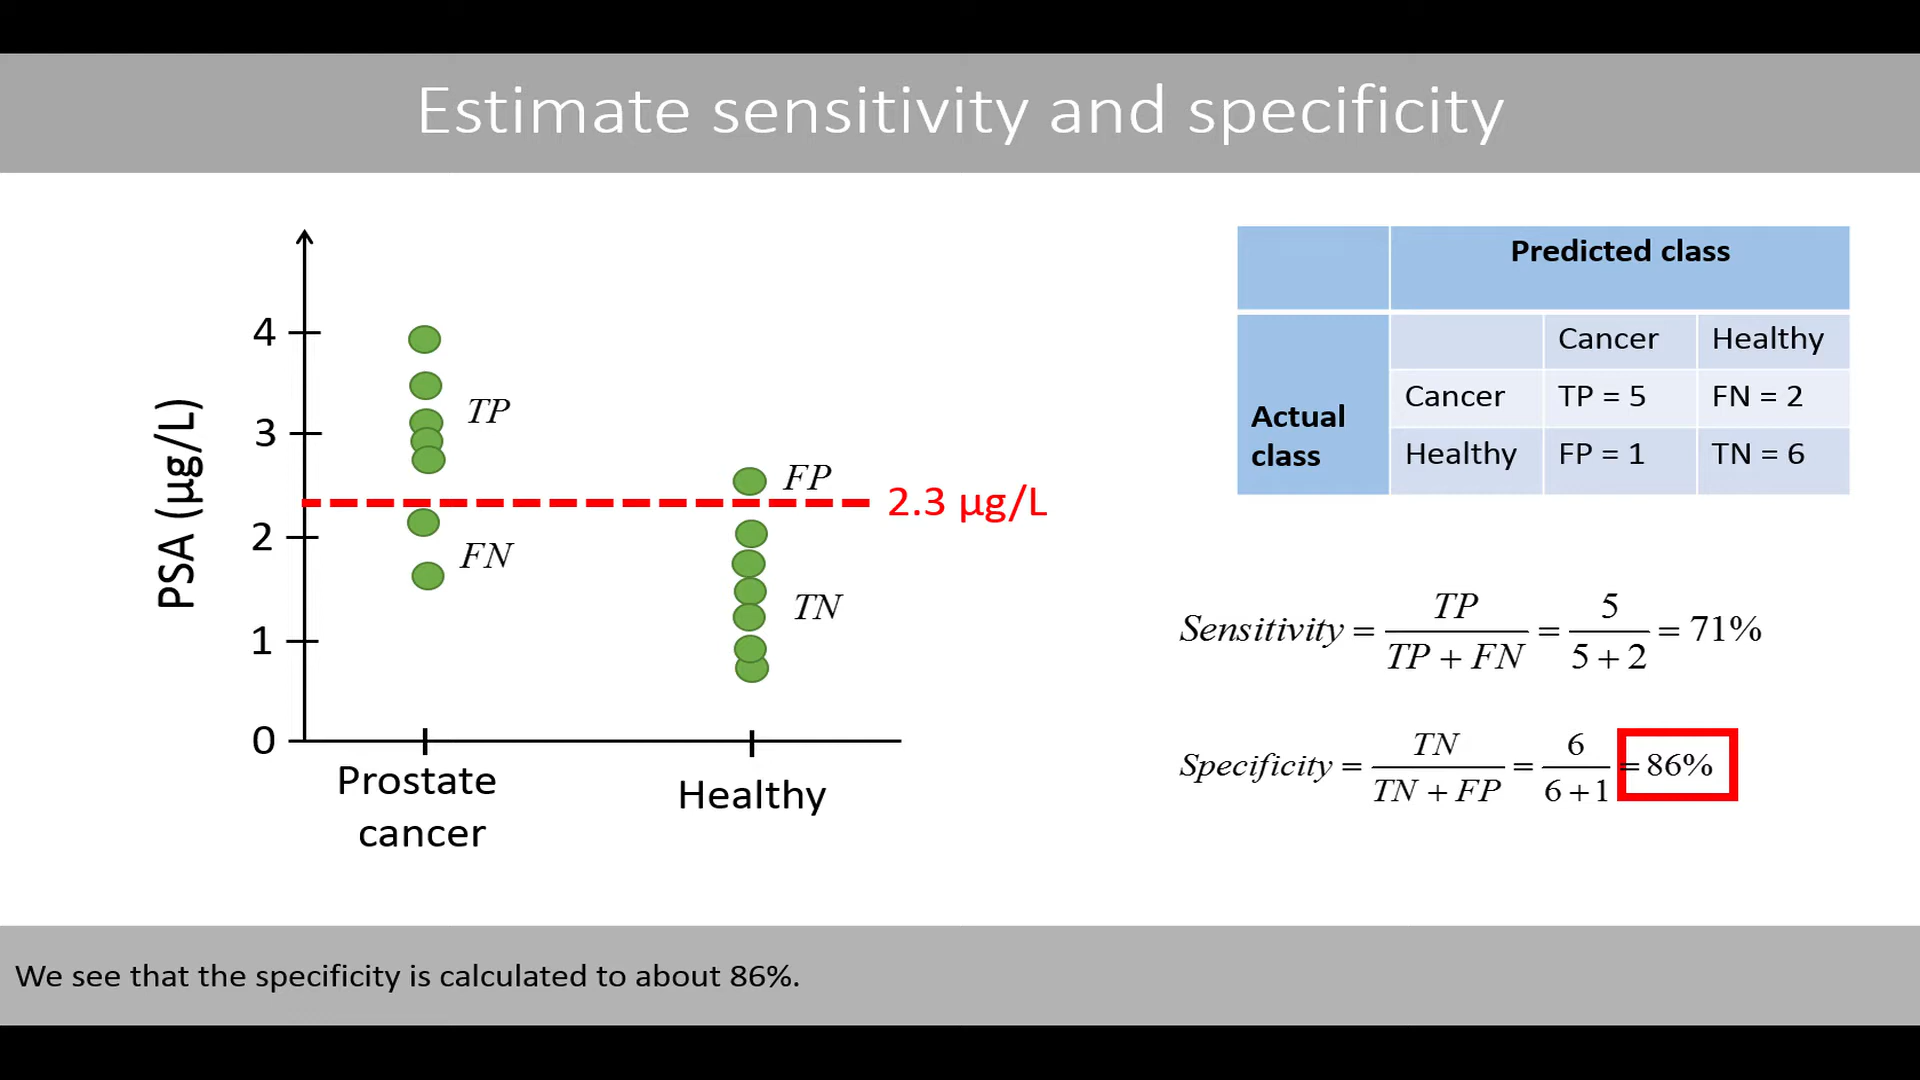 Estimate sensitivity and specificity
PSA (µg/L)
4
3
2
1
0
TP
FN
FP
TN
2.3 µg/L
Prostate
cancer
Healthy
Predicted class
Actual
class
Cancer Healthy
Cancer TP = 5 FN = 2
Healthy FP = 1 TN = 6
Sensitivity = TP / TP + FN = 5 / 5 + 2 = 71%
Specificity = TN / TN + FP = 6 / 6 + 1 = 86%
We see that the specificity is calculated to about 86%.